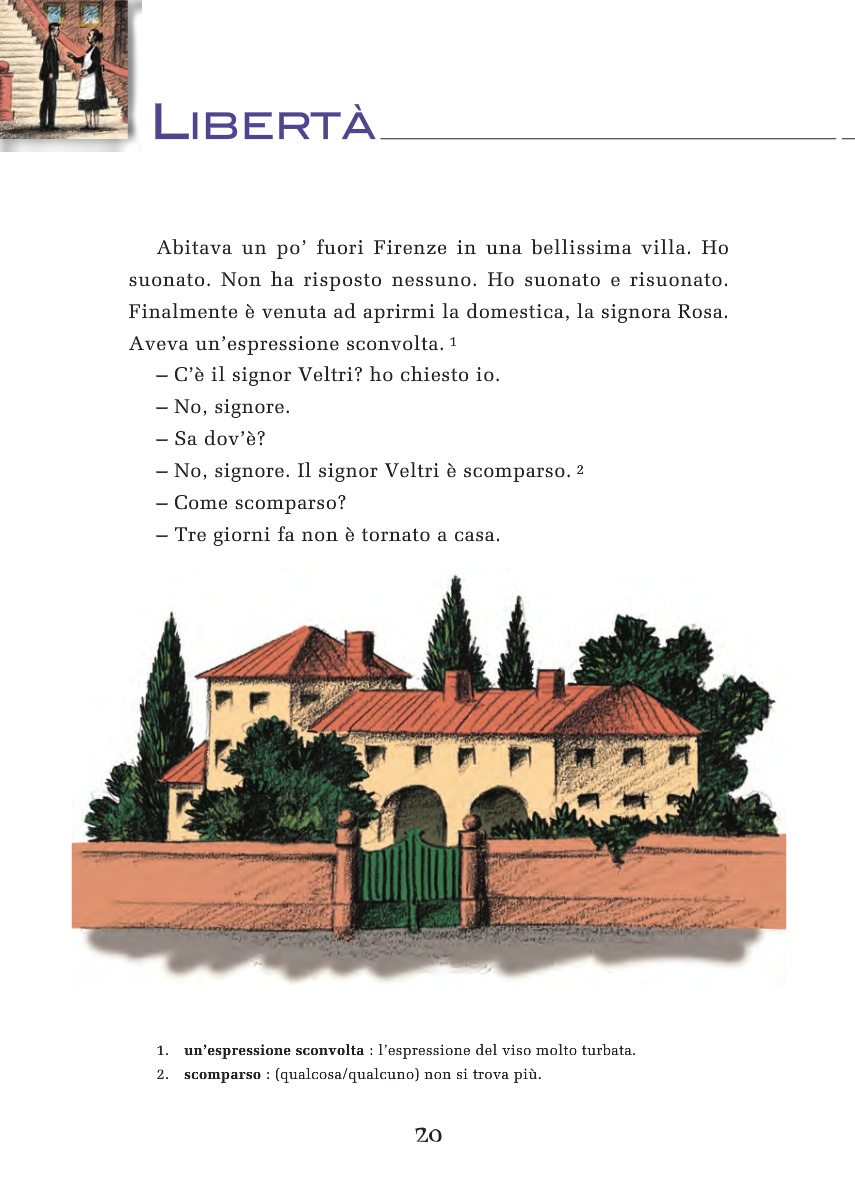 LIBERTÀ
Abitava un po’ fuori Firenze in una bellissima villa. Ho
suonato. Non ha risposto nessuno. Ho suonato e risuonato.
Finalmente è venuta ad aprirmi la domestica, la signora Rosa.
Aveva un’espressione sconvolta. 1
– C’è il signor Veltri? ho chiesto io.
– No, signore.
– Sa dov’è?
– No, signore. Il signor Veltri è scomparso. 2
– Come scomparso?
– Tre giorni fa non è tornato a casa.
1. un’espressione sconvolta : l’espressione del viso molto turbata.
2. scomparso : (qualcosa/qualcuno) non si trova più.
20